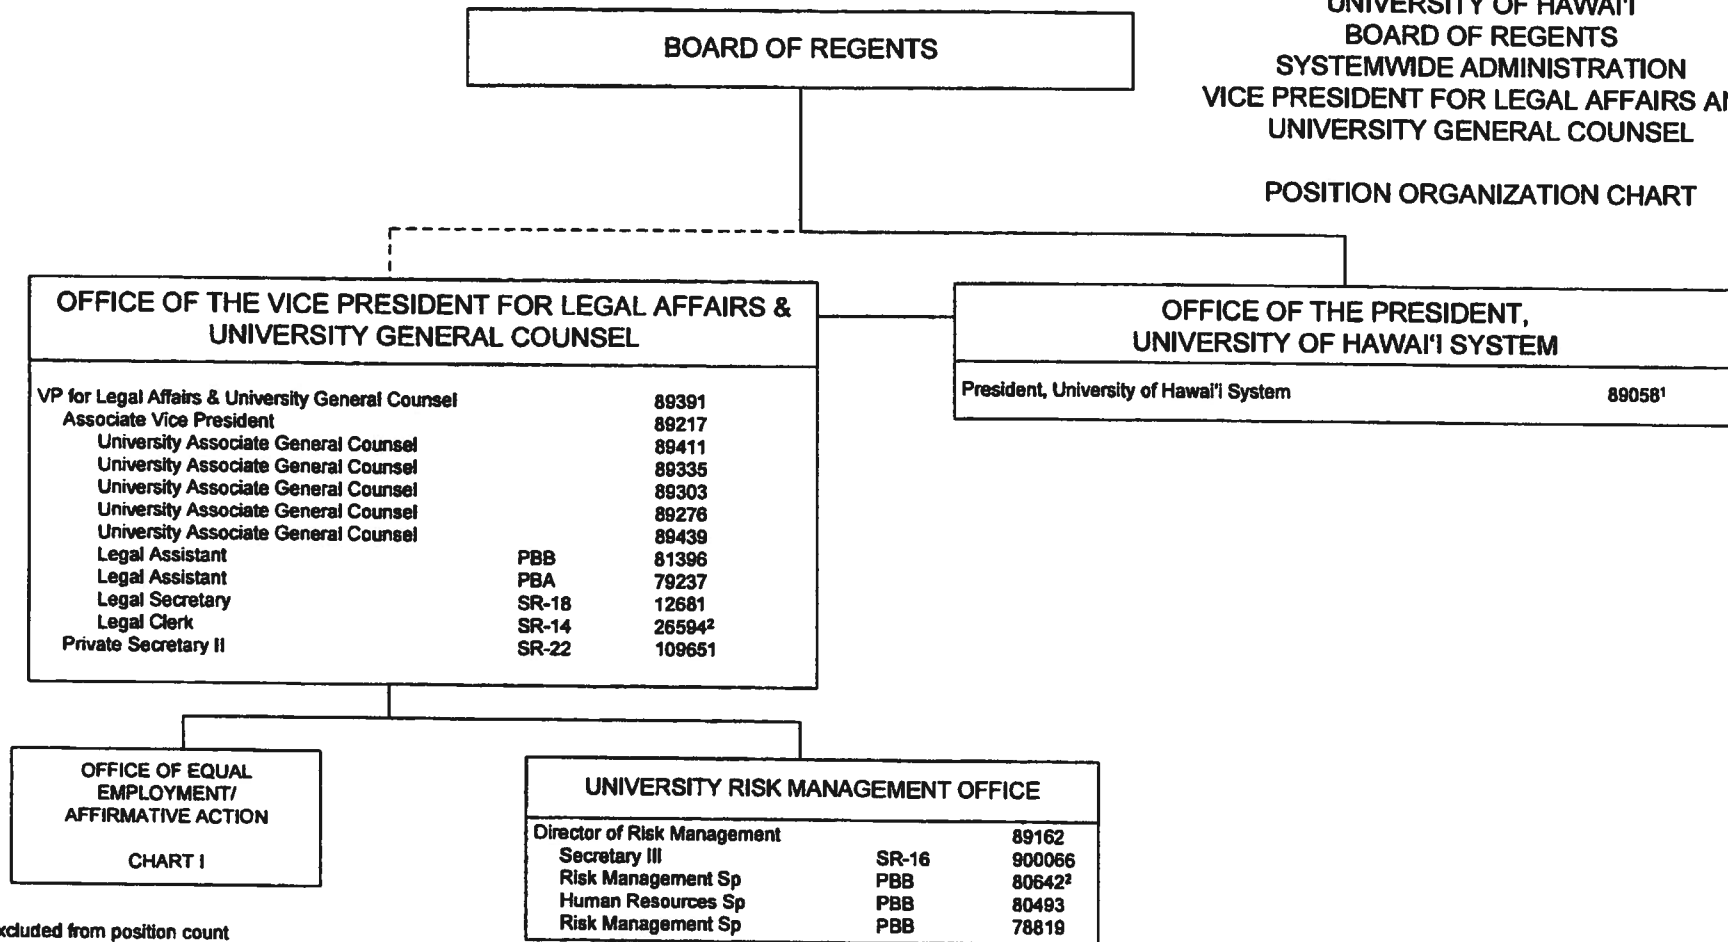 UNIVERSITY OF HAWAI'I
BOARD OF REGENTS
SYSTEMWIDE ADMINISTRATION
VICE PRESIDENT FOR LEGAL AFFAIRS
UNIVERSITY GENERAL COUNSEL
POSITION ORGANIZATION CHART
BOARD OF REGENTS
OFFICE OF THE VICE PRESIDENT FOR LEGAL AFFAIRS &
UNIVERSITY GENERAL COUNSEL
VP for Legal Affairs & University General Counsel 89391
Associate Vice President 89217
University Associate General Counsel 89411
University Associate General Counsel 89335
University Associate General Counsel 89303
University Associate General Counsel 89276
University Associate General Counsel 89439
Legal Assistant PBB 81396
Legal Assistant PBA 79237
Legal Secretary SR-18 12681
Legal Clerk SR-14 26594²
Private Secretary II SR-22 109651
OFFICE OF THE PRESIDENT,
UNIVERSITY OF HAWAI'I SYSTEM
President, University of Hawai'i System 89058¹
OFFICE OF EQUAL
EMPLOYMENT/
AFFIRMATIVE ACTION
CHART I
UNIVERSITY RISK MANAGEMENT OFFICE
Director of Risk Management 89162
Secretary III SR-16 900066
Risk Management Sp PBB 80642²
Human Resources Sp PBB 80493
Risk Management Sp PBB 78819
xcluded from position count